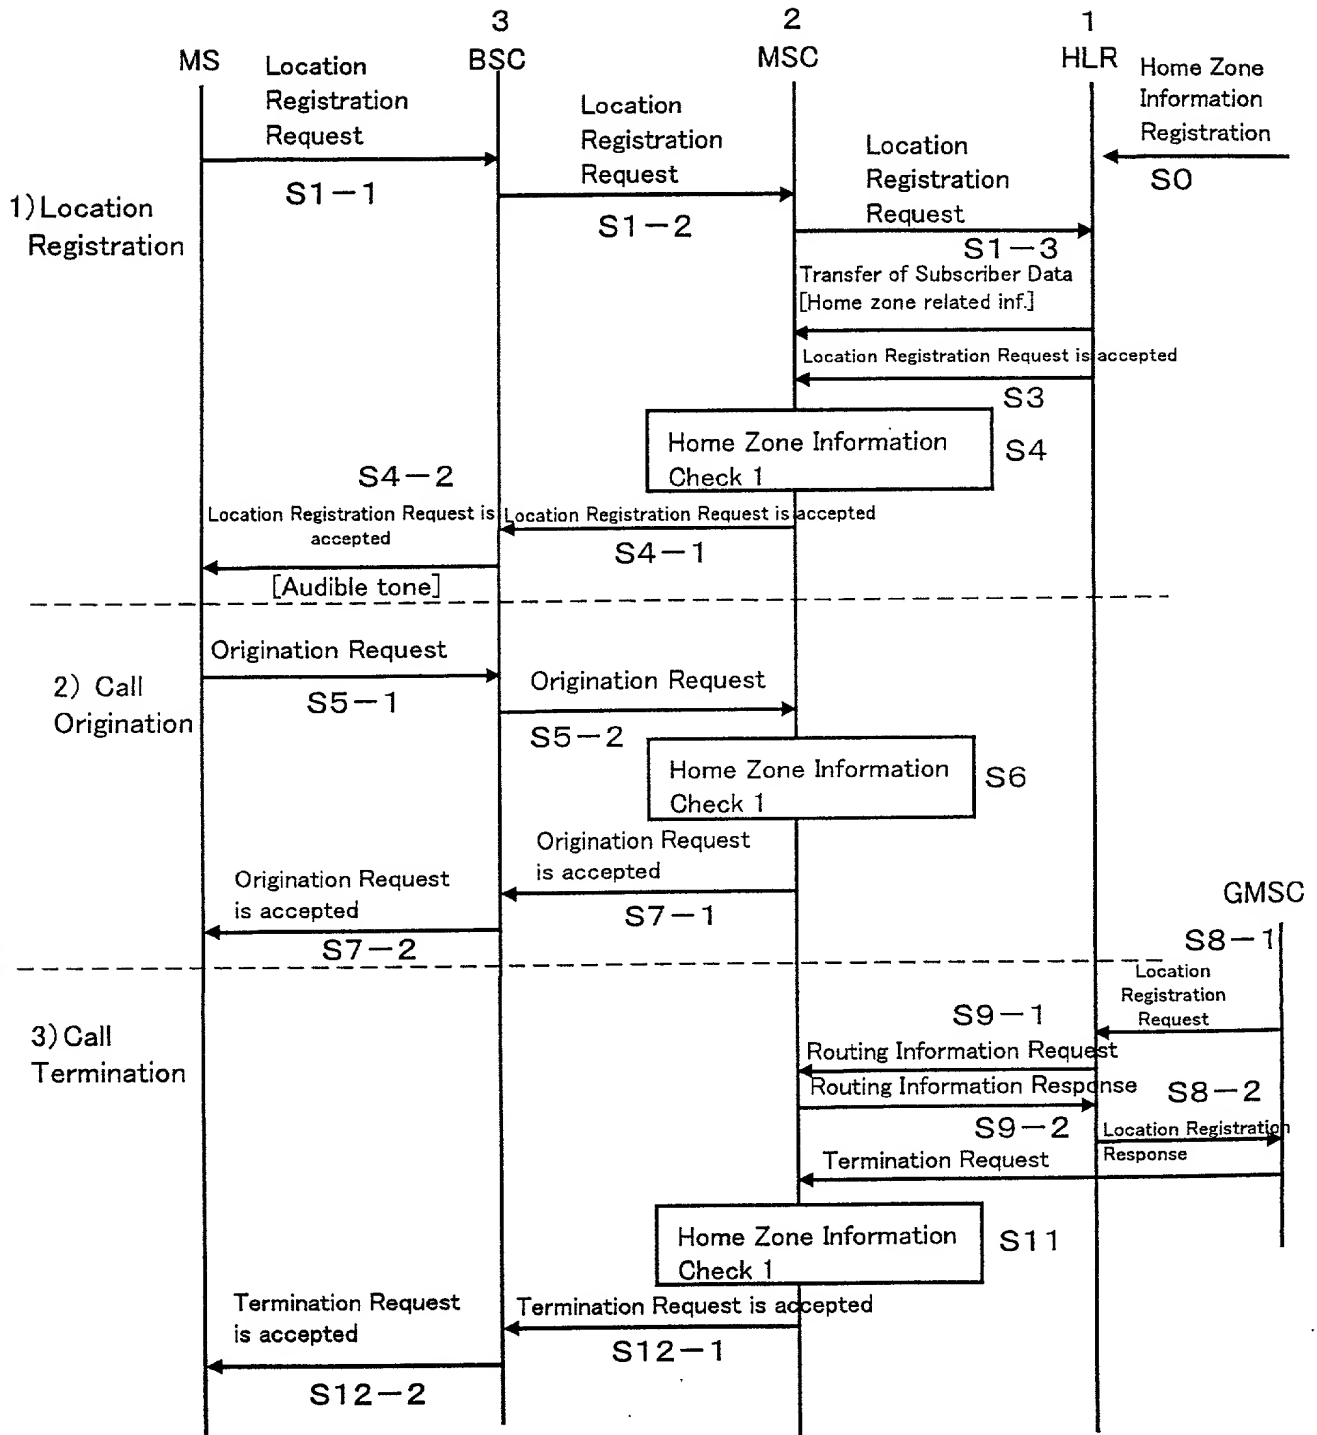 3
2
1
MS
BSC
MSC
HLR
Location
Registration
Request
S1-1
Location
Registration
Request
S1-2
Location
Registration
Request
S1-3
Home Zone
Information
Registration
S0
1)Location
Registration
Transfer of Subscriber Data
[Home zone related inf.]
Location Registration Request is accepted
S3
Home Zone Information
Check 1
S4
S4-2
Location Registration Request is
accepted
[Audible tone]
Location Registration Request is accepted
S4-1
Origination Request
S5-1
2) Call
Origination
Origination Request
S5-2
Home Zone Information
Check 1
S6
Origination Request
is accepted
S7-1
Origination Request
is accepted
S7-2
GMSC
S8-1
Location
Registration
Request
3)Call
Termination
S9-1
Routing Information Request
Routing Information Response
S9-2
S8-2
Location Registration
Response
Termination Request
Home Zone Information
Check 1
S11
Termination Request is accepted
S12-1
Termination Request
is accepted
S12-2